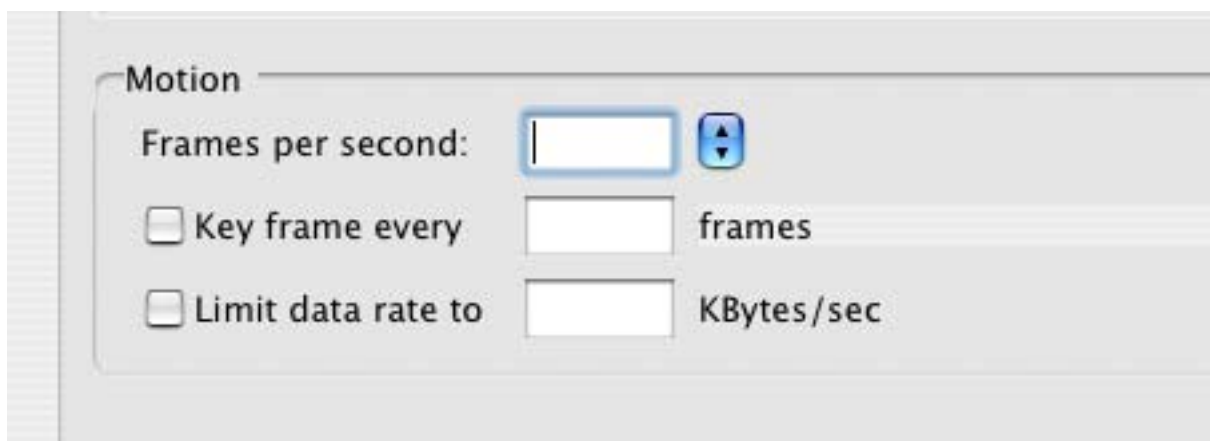 Motion
Frames per second:
Key frame every frames
Limit data rate to KBytes/sec